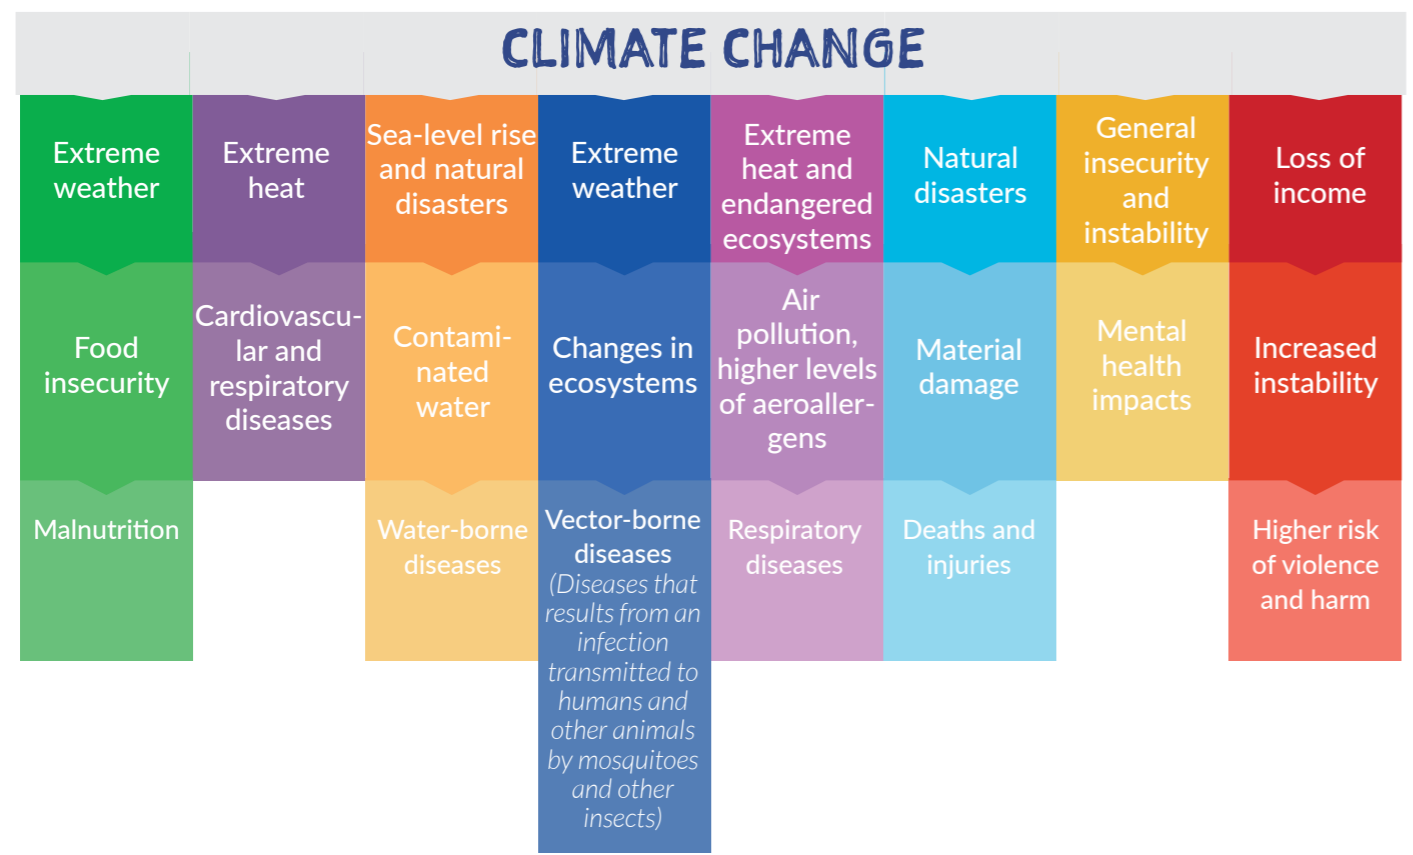 CLIMATE CHANGE
Extreme
weather
Food
insecurity
Malnutrition
Extreme
heat
Cardiovascu-
lar and
respiratory
diseases
Sea-level rise
and natural
disasters
Contami-
nated
water
Water-borne
diseases
Extreme
weather
Changes in
ecosystems
Vector-borne
diseases
(Diseases that
results from an
infection
transmitted to
humans and
other animals
by mosquitoes
and other
insects)
Extreme
heat and
endangered
ecosystems
Air
pollution,
higher levels
of aeroaller-
gens
Respiratory
diseases
Natural
disasters
Material
damage
Deaths and
injuries
General
insecurity
and
instability
Mental
health
impacts
Loss of
income
Increased
instability
Higher risk
of violence
and harm